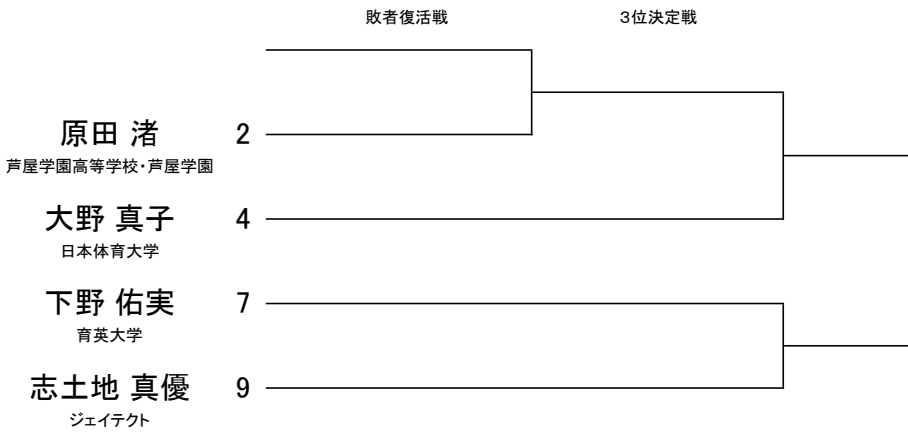 敗者復活戦 3位決定戦
原田 渚 2
芦屋学園高等学校・芦屋学園
大野 真子 4
日本体育大学
下野 佑実 7
育英大学
志土地 真優 9
ジェイテクト